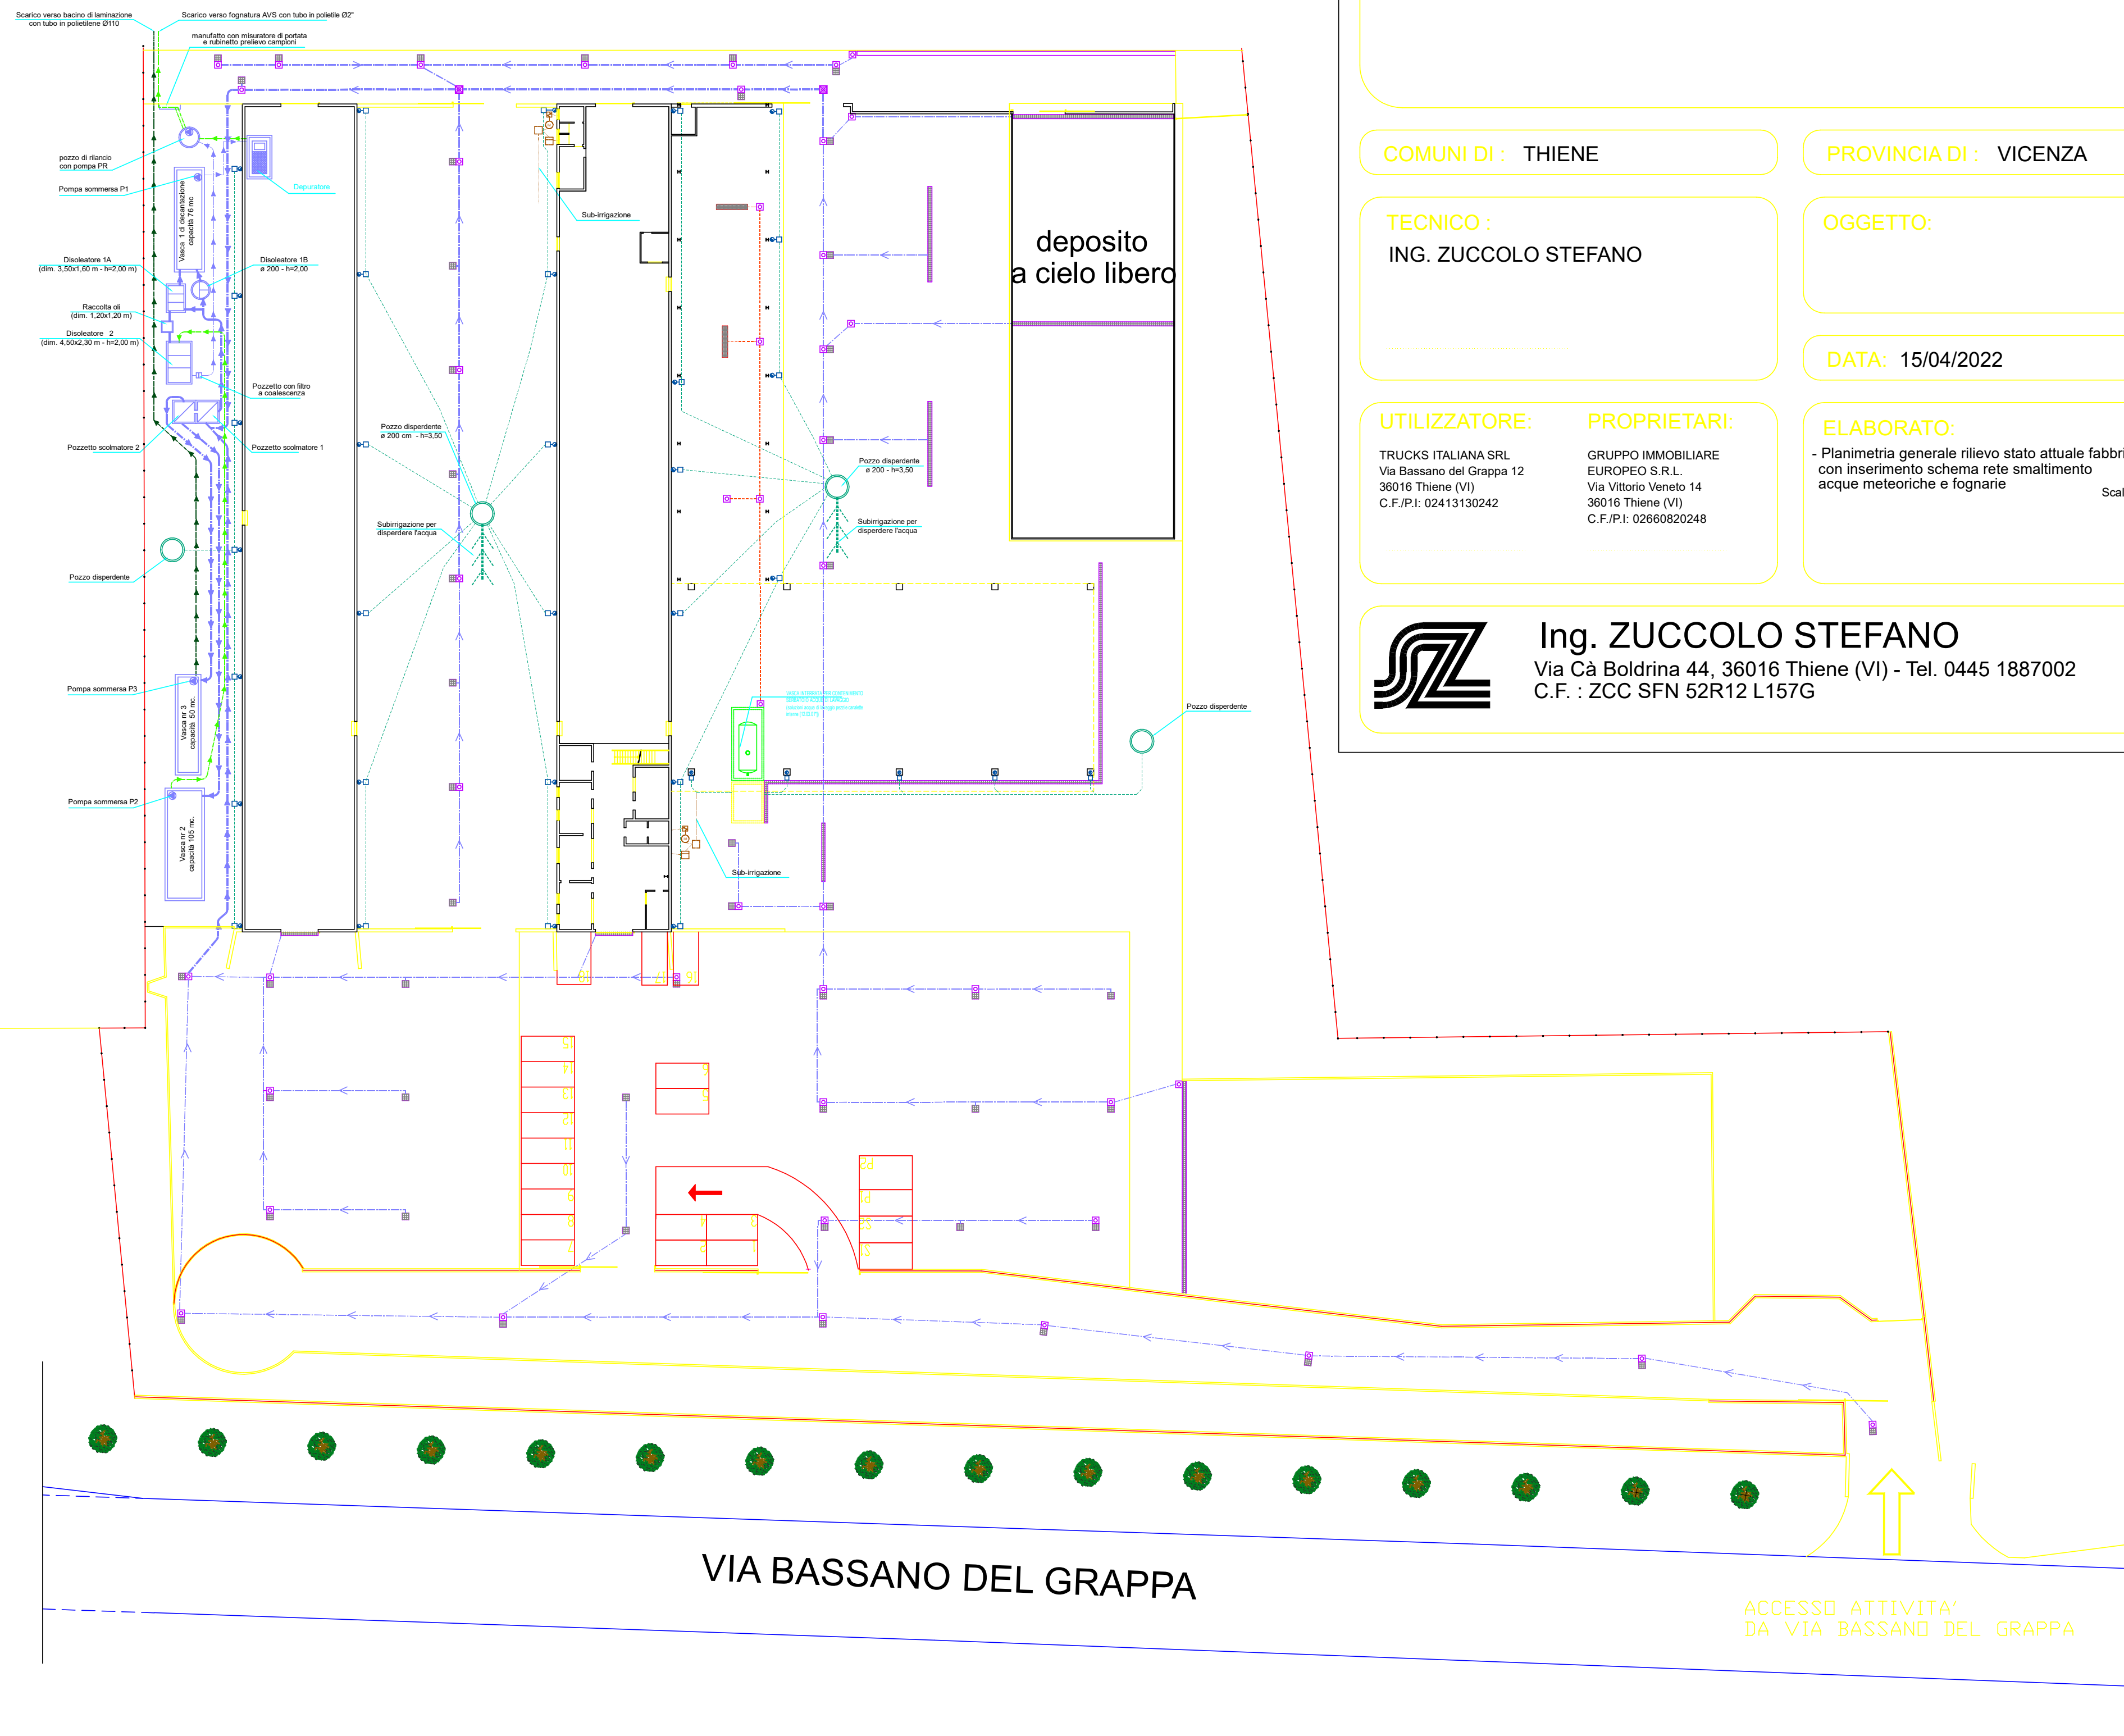 Scarico verso bacino di laminazione
con tubo in polietilene Ø110
Scarico verso fognatura AVS con tubo in polietile Ø2"
manufatto con misuratore di portata
e rubinetto prelievo campioni
pozzo di rilancio
con pompa PR
Pompa sommersa P1
Vasca 1 di decantazione
capacità 76 mc
Depuratore
Disoleatore 1A
(dim. 3,50x1,60 m - h=2,00 m)
Disoleatore 1B
ø 200 - h=2,00
Raccolta oli
(dim. 1,20x1,20 m)
Disoleatore 2
(dim. 4,50x2,30 m - h=2,00 m)
Pozzetto con filtro
a coalescenza
Pozzetto scolmatore 2
Pozzetto scolmatore 1
Pozzo disperdente
Pompa sommersa P3
Vasca nr 3
capacità 50 mc.
Pompa sommersa P2
Vasca nr 2
capacità 105 mc.
Sub-irrigazione
Pozzo disperdente
ø 200 cm - h=3,50
Subirrigazione per
disperdere l'acqua
Pozzo disperdente
ø 200 - h=3,50
Subirrigazione per
disperdere l'acqua
deposito
a cielo libero
Pozzo disperdente
Sub-irrigazione
15
14
13
12
11
10
9
8
7
VIA BASSANO DEL GRAPPA
ACCESSO ATTIVITA'
DA VIA BASSANO DEL GRAPPA
COMUNI DI : THIENE
PROVINCIA DI : VICENZA
TECNICO :
ING. ZUCCOLO STEFANO
OGGETTO:
DATA: 15/04/2022
UTILIZZATORE:
TRUCKS ITALIANA SRL
Via Bassano del Grappa 12
36016 Thiene (VI)
C.F./P.I: 02413130242
PROPRIETARI:
GRUPPO IMMOBILIARE
EUROPEO S.R.L.
Via Vittorio Veneto 14
36016 Thiene (VI)
C.F./P.I: 02660820248
ELABORATO:
- Planimetria generale rilievo stato attuale fabbri
con inserimento schema rete smaltimento
acque meteoriche e fognarie
Scal
Ing. ZUCCOLO STEFANO
Via Cà Boldrina 44, 36016 Thiene (VI) - Tel. 0445 1887002
C.F. : ZCC SFN 52R12 L157G